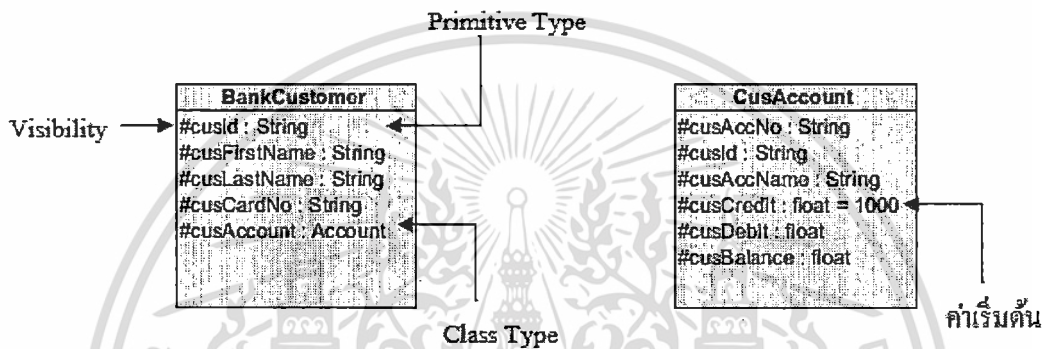 Primitive Type
BankCustomer
Visibility
#cusId : String
#cusFirstName : String
#cusLastName : String
#cusCardNo : String
#cusAccount : Account
Class Type
CusAccount
#cusAccNo : String
#cusId : String
#cusAccName : String
#cusCredit : float = 1000
#cusDebit : float
#cusBalance : float
ค่าเริ่มต้น